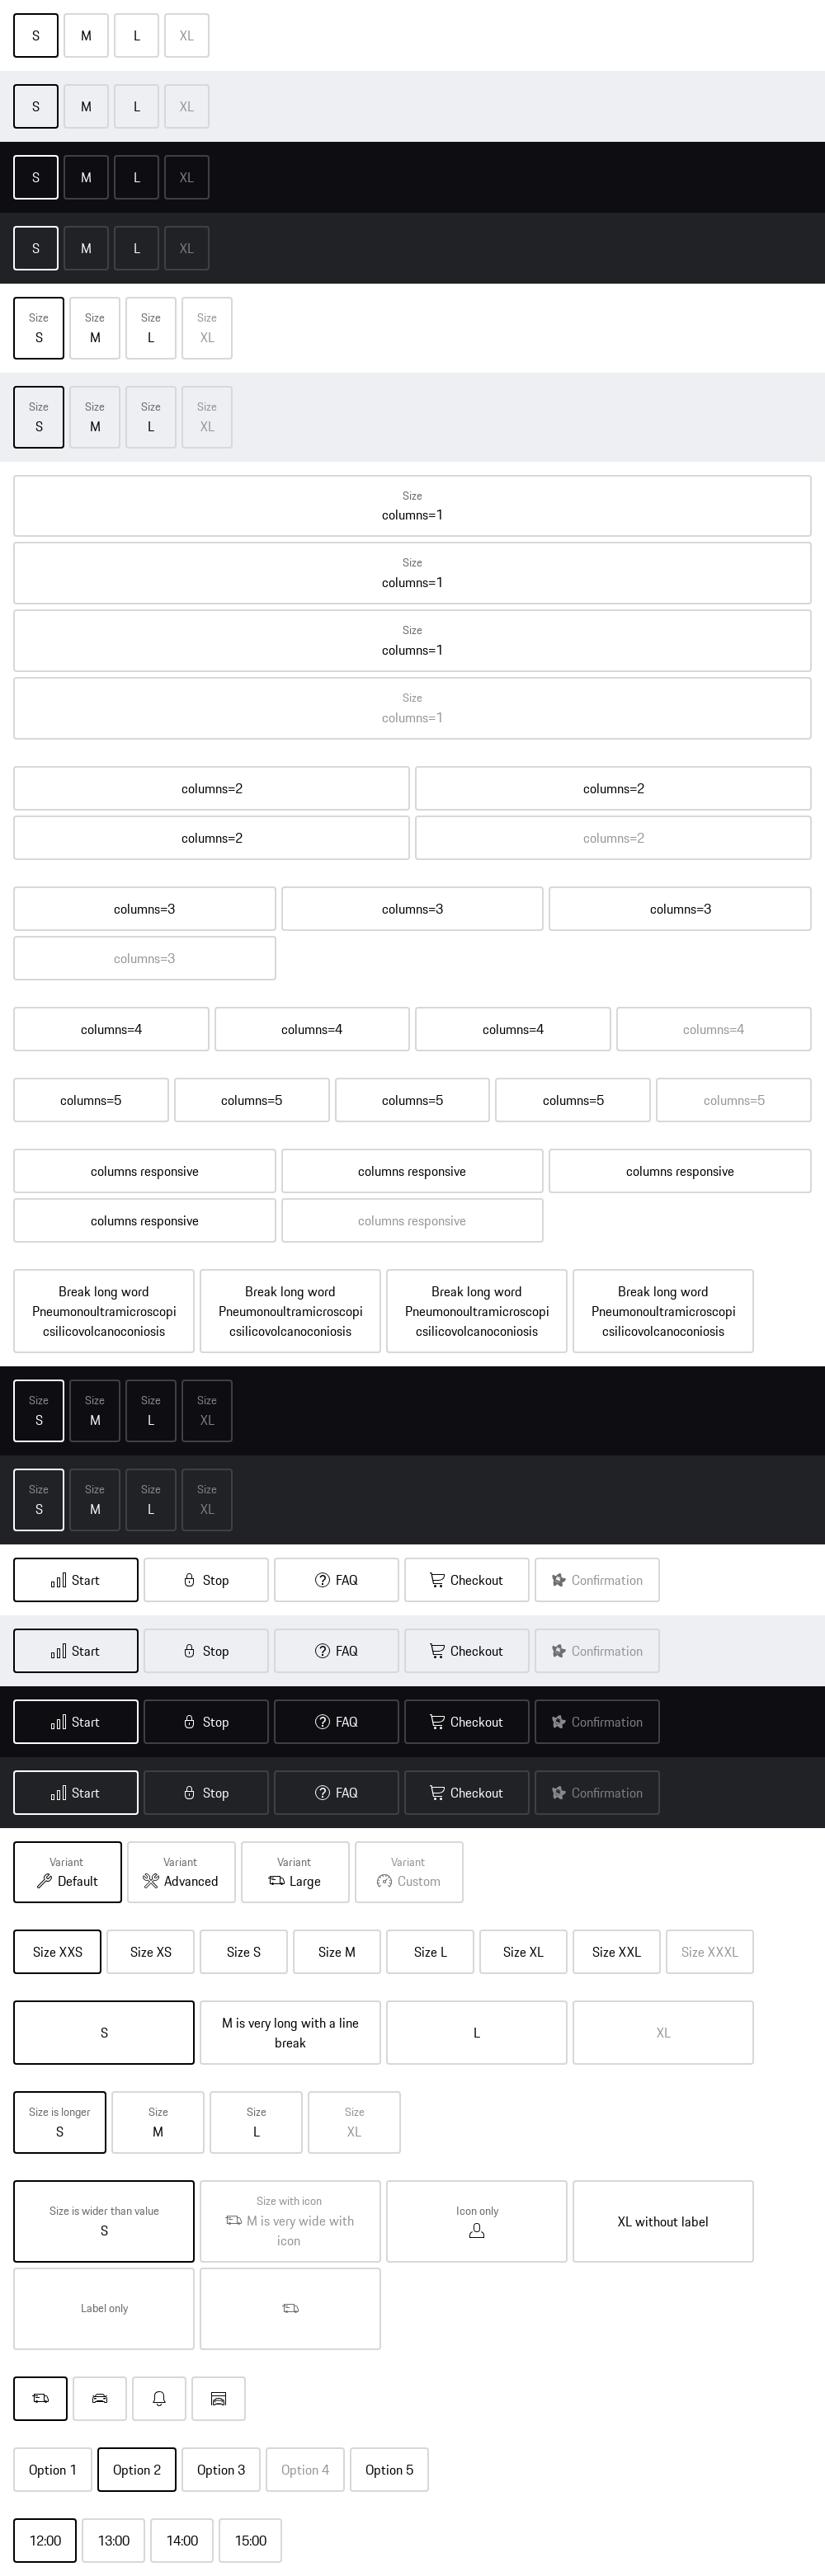 S M L XL
S M L XL
S M L XL
S M L XL
Size Size Size Size
S M L XL
Size Size Size Size
S M L XL
Size
columns=1
Size
columns=1
Size
columns=1
Size
columns=1
columns=2 columns=2
columns=2 columns=2
columns=3 columns=3 columns=3
columns=3
columns=4 columns=4 columns=4 columns=4
columns=5 columns=5 columns=5 columns=5 columns=5
columns responsive columns responsive columns responsive
columns responsive columns responsive
Break long word Break long word Break long word Break long word
Pneumonoultramicroscopi Pneumonoultramicroscopi Pneumonoultramicroscopi Pneumonoultramicroscopi
csilicovolcanoconiosis csilicovolcanoconiosis csilicovolcanoconiosis csilicovolcanoconiosis
Size Size Size Size
S M L XL
Size Size Size Size
S M L XL
Start Stop FAQ Checkout Confirmation
Start Stop FAQ Checkout Confirmation
Start Stop FAQ Checkout Confirmation
Start Stop FAQ Checkout Confirmation
Variant Variant Variant Variant
Default Advanced Large Custom
Size XXS Size XS Size S Size M Size L Size XL Size XXL Size XXXL
S M is very long with a line break L XL
Size is longer Size Size Size
S M L XL
Size is wider than value
S
Size with icon
M is very wide with
icon
Icon only
XL without label
Label only
Option 1 Option 2 Option 3 Option 4 Option 5
12:00 13:00 14:00 15:00